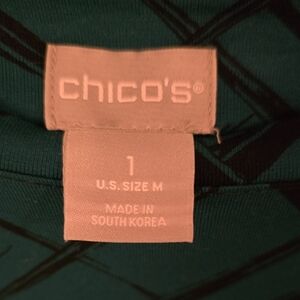 chico's®
1
U.S. SIZE M
MADE IN
SOUTH KOREA